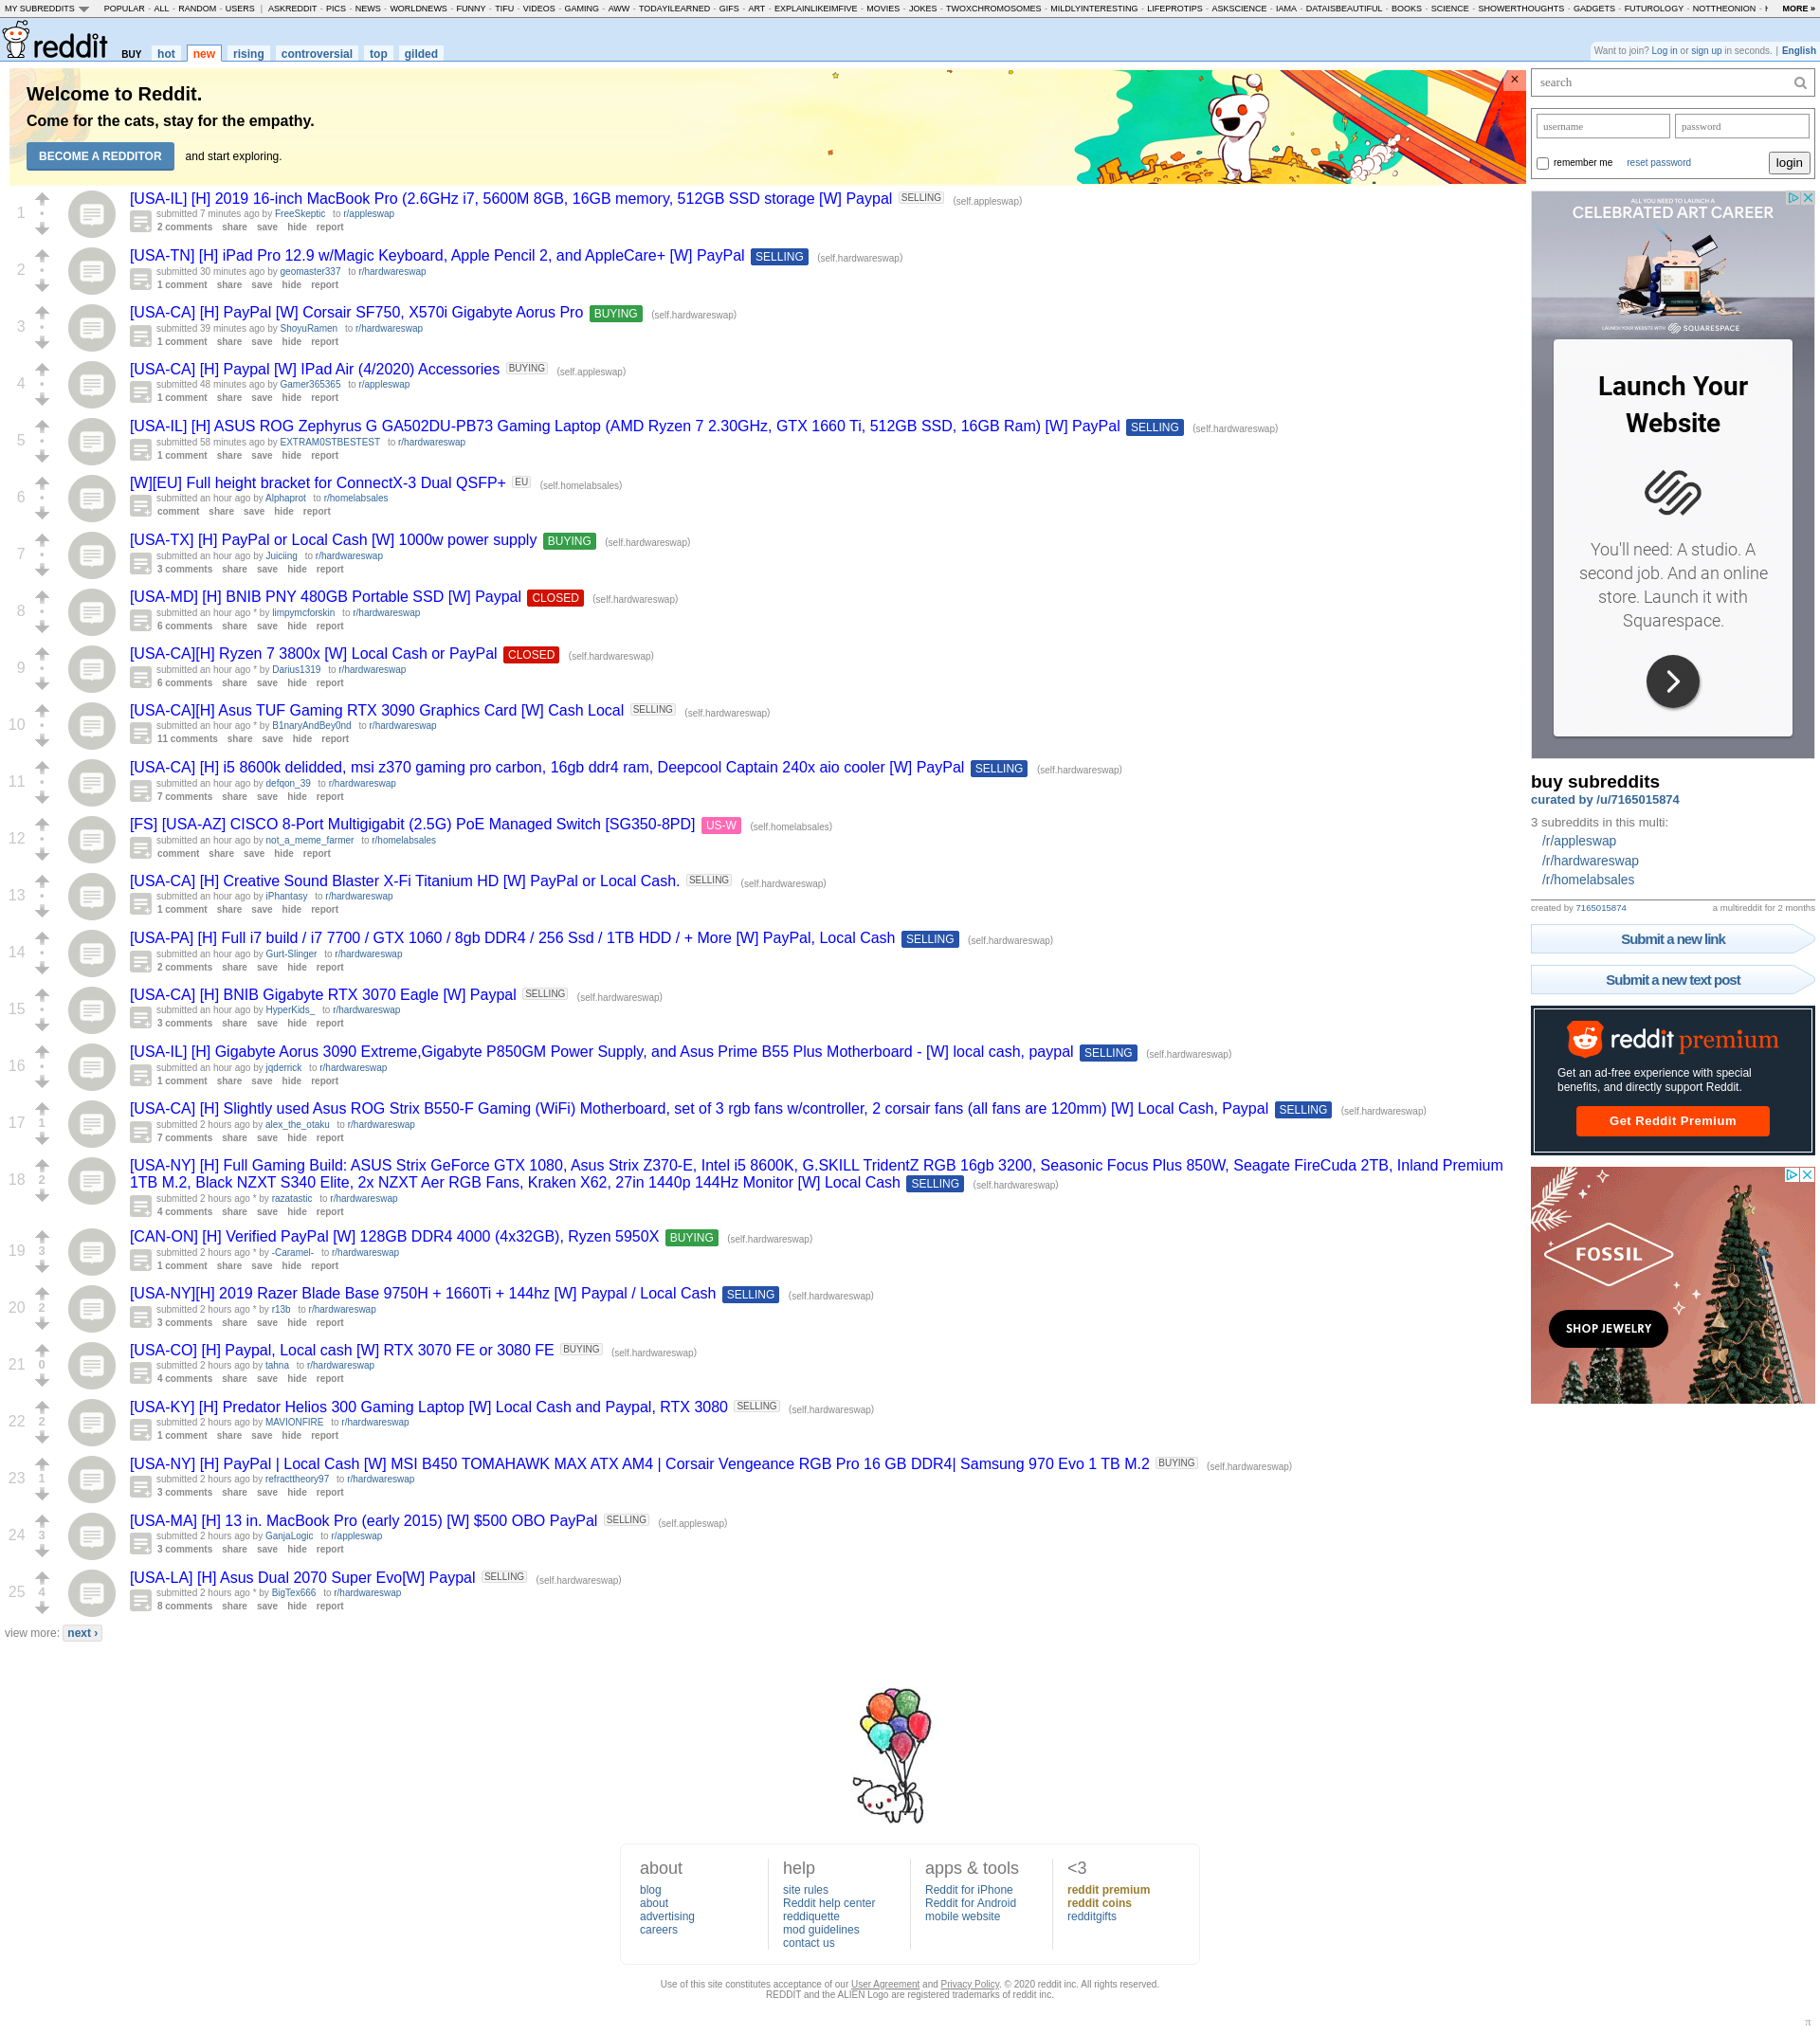 MY SUBREDDITS POPULAR - ALL - RANDOM - USERS | ASKREDDIT - PICS - NEWS - WORLDNEWS - FUNNY - TIFU - VIDEOS - GAMING - AWW - TODAYILEARNED - GIFS - ART - EXPLAINLIKEIMFIVE - MOVIES - JOKES - TWOXCHROMOSOMES - MILDLYINTERESTING - LIFEPROTIPS - ASKSCIENCE - IAMA - DATAISBEAUTIFUL - BOOKS - SCIENCE - SHOWERTHOUGHTS - GADGETS - FUTUROLOGY - NOTTHEONION - MORE »
reddit BUY hot new rising controversial top gilded
Want to join? Log in or sign up in seconds. | English
Welcome to Reddit.
Come for the cats, stay for the empathy.
BECOME A REDDITOR and start exploring.
×
1
[USA-IL] [H] 2019 16-inch MacBook Pro (2.6GHz i7, 5600M 8GB, 16GB memory, 512GB SSD storage [W] Paypal SELLING (self.appleswap)
submitted 7 minutes ago by FreeSkeptic to r/appleswap
2 comments share save hide report
2
[USA-TN] [H] iPad Pro 12.9 w/Magic Keyboard, Apple Pencil 2, and AppleCare+ [W] PayPal SELLING (self.hardwareswap)
submitted 30 minutes ago by geomaster337 to r/hardwareswap
1 comment share save hide report
3
[USA-CA] [H] PayPal [W] Corsair SF750, X570i Gigabyte Aorus Pro BUYING (self.hardwareswap)
submitted 39 minutes ago by ShoyuRamen to r/hardwareswap
1 comment share save hide report
4
[USA-CA] [H] Paypal [W] IPad Air (4/2020) Accessories BUYING (self.appleswap)
submitted 48 minutes ago by Gamer365365 to r/appleswap
1 comment share save hide report
5
[USA-IL] [H] ASUS ROG Zephyrus G GA502DU-PB73 Gaming Laptop (AMD Ryzen 7 2.30GHz, GTX 1660 Ti, 512GB SSD, 16GB Ram) [W] PayPal SELLING (self.hardwareswap)
submitted 58 minutes ago by EXTRAM0STBESTEST to r/hardwareswap
1 comment share save hide report
6
[W][EU] Full height bracket for ConnectX-3 Dual QSFP+ EU (self.homelabsales)
submitted an hour ago by Alphaprot to r/homelabsales
comment share save hide report
7
[USA-TX] [H] PayPal or Local Cash [W] 1000w power supply BUYING (self.hardwareswap)
submitted an hour ago by Juiciing to r/hardwareswap
3 comments share save hide report
8
[USA-MD] [H] BNIB PNY 480GB Portable SSD [W] Paypal CLOSED (self.hardwareswap)
submitted an hour ago * by limpymcforskin to r/hardwareswap
6 comments share save hide report
9
[USA-CA][H] Ryzen 7 3800x [W] Local Cash or PayPal CLOSED (self.hardwareswap)
submitted an hour ago * by Darius1319 to r/hardwareswap
6 comments share save hide report
10
[USA-CA][H] Asus TUF Gaming RTX 3090 Graphics Card [W] Cash Local SELLING (self.hardwareswap)
submitted an hour ago * by B1naryAndBey0nd to r/hardwareswap
11 comments share save hide report
11
[USA-CA] [H] i5 8600k delidded, msi z370 gaming pro carbon, 16gb ddr4 ram, Deepcool Captain 240x aio cooler [W] PayPal SELLING (self.hardwareswap)
submitted an hour ago by defqon_39 to r/hardwareswap
7 comments share save hide report
12
[FS] [USA-AZ] CISCO 8-Port Multigigabit (2.5G) PoE Managed Switch [SG350-8PD] US-W (self.homelabsales)
submitted an hour ago by not_a_meme_farmer to r/homelabsales
comment share save hide report
13
[USA-CA] [H] Creative Sound Blaster X-Fi Titanium HD [W] PayPal or Local Cash. SELLING (self.hardwareswap)
submitted an hour ago by iPhantasy to r/hardwareswap
1 comment share save hide report
14
[USA-PA] [H] Full i7 build / i7 7700 / GTX 1060 / 8gb DDR4 / 256 Ssd / 1TB HDD / + More [W] PayPal, Local Cash SELLING (self.hardwareswap)
submitted an hour ago by Gurt-Slinger to r/hardwareswap
2 comments share save hide report
15
[USA-CA] [H] BNIB Gigabyte RTX 3070 Eagle [W] Paypal SELLING (self.hardwareswap)
submitted an hour ago by HyperKids_ to r/hardwareswap
3 comments share save hide report
16
[USA-IL] [H] Gigabyte Aorus 3090 Extreme,Gigabyte P850GM Power Supply, and Asus Prime B55 Plus Motherboard - [W] local cash, paypal SELLING (self.hardwareswap)
submitted an hour ago by jqderrick to r/hardwareswap
1 comment share save hide report
17 1
[USA-CA] [H] Slightly used Asus ROG Strix B550-F Gaming (WiFi) Motherboard, set of 3 rgb fans w/controller, 2 corsair fans (all fans are 120mm) [W] Local Cash, Paypal SELLING (self.hardwareswap)
submitted 2 hours ago by alex_the_otaku to r/hardwareswap
7 comments share save hide report
18 2
[USA-NY] [H] Full Gaming Build: ASUS Strix GeForce GTX 1080, Asus Strix Z370-E, Intel i5 8600K, G.SKILL TridentZ RGB 16gb 3200, Seasonic Focus Plus 850W, Seagate FireCuda 2TB, Inland Premium
1TB M.2, Black NZXT S340 Elite, 2x NZXT Aer RGB Fans, Kraken X62, 27in 1440p 144Hz Monitor [W] Local Cash SELLING (self.hardwareswap)
submitted 2 hours ago * by razatastic to r/hardwareswap
4 comments share save hide report
19 3
[CAN-ON] [H] Verified PayPal [W] 128GB DDR4 4000 (4x32GB), Ryzen 5950X BUYING (self.hardwareswap)
submitted 2 hours ago * by -Caramel- to r/hardwareswap
1 comment share save hide report
20 2
[USA-NY][H] 2019 Razer Blade Base 9750H + 1660Ti + 144hz [W] Paypal / Local Cash SELLING (self.hardwareswap)
submitted 2 hours ago * by r13b to r/hardwareswap
3 comments share save hide report
21 0
[USA-CO] [H] Paypal, Local cash [W] RTX 3070 FE or 3080 FE BUYING (self.hardwareswap)
submitted 2 hours ago by tahna to r/hardwareswap
4 comments share save hide report
22 2
[USA-KY] [H] Predator Helios 300 Gaming Laptop [W] Local Cash and Paypal, RTX 3080 SELLING (self.hardwareswap)
submitted 2 hours ago by MAVIONFIRE to r/hardwareswap
1 comment share save hide report
23 1
[USA-NY] [H] PayPal | Local Cash [W] MSI B450 TOMAHAWK MAX ATX AM4 | Corsair Vengeance RGB Pro 16 GB DDR4| Samsung 970 Evo 1 TB M.2 BUYING (self.hardwareswap)
submitted 2 hours ago by refracttheory97 to r/hardwareswap
3 comments share save hide report
24 3
[USA-MA] [H] 13 in. MacBook Pro (early 2015) [W] $500 OBO PayPal SELLING (self.appleswap)
submitted 2 hours ago by GanjaLogic to r/appleswap
3 comments share save hide report
25 4
[USA-LA] [H] Asus Dual 2070 Super Evo[W] Paypal SELLING (self.hardwareswap)
submitted 2 hours ago * by BigTex666 to r/hardwareswap
8 comments share save hide report
view more: next ›
search
username password
remember me reset password login
ALL YOU NEED TO LAUNCH A
CELEBRATED ART CAREER
LAUNCH YOUR WEBSITE WITH SQUARESPACE
Launch Your
Website
You'll need: A studio. A
second job. And an online
store. Launch it with
Squarespace.
buy subreddits
curated by /u/7165015874
3 subreddits in this multi:
/r/appleswap
/r/hardwareswap
/r/homelabsales
created by 7165015874 a multireddit for 2 months
Submit a new link
Submit a new text post
reddit premium
Get an ad-free experience with special
benefits, and directly support Reddit.
Get Reddit Premium
FOSSIL
SHOP JEWELRY
about
blog
about
advertising
careers
help
site rules
Reddit help center
reddiquette
mod guidelines
contact us
apps & tools
Reddit for iPhone
Reddit for Android
mobile website
<3
reddit premium
reddit coins
redditgifts
Use of this site constitutes acceptance of our User Agreement and Privacy Policy. © 2020 reddit inc. All rights reserved.
REDDIT and the ALIEN Logo are registered trademarks of reddit inc.
π